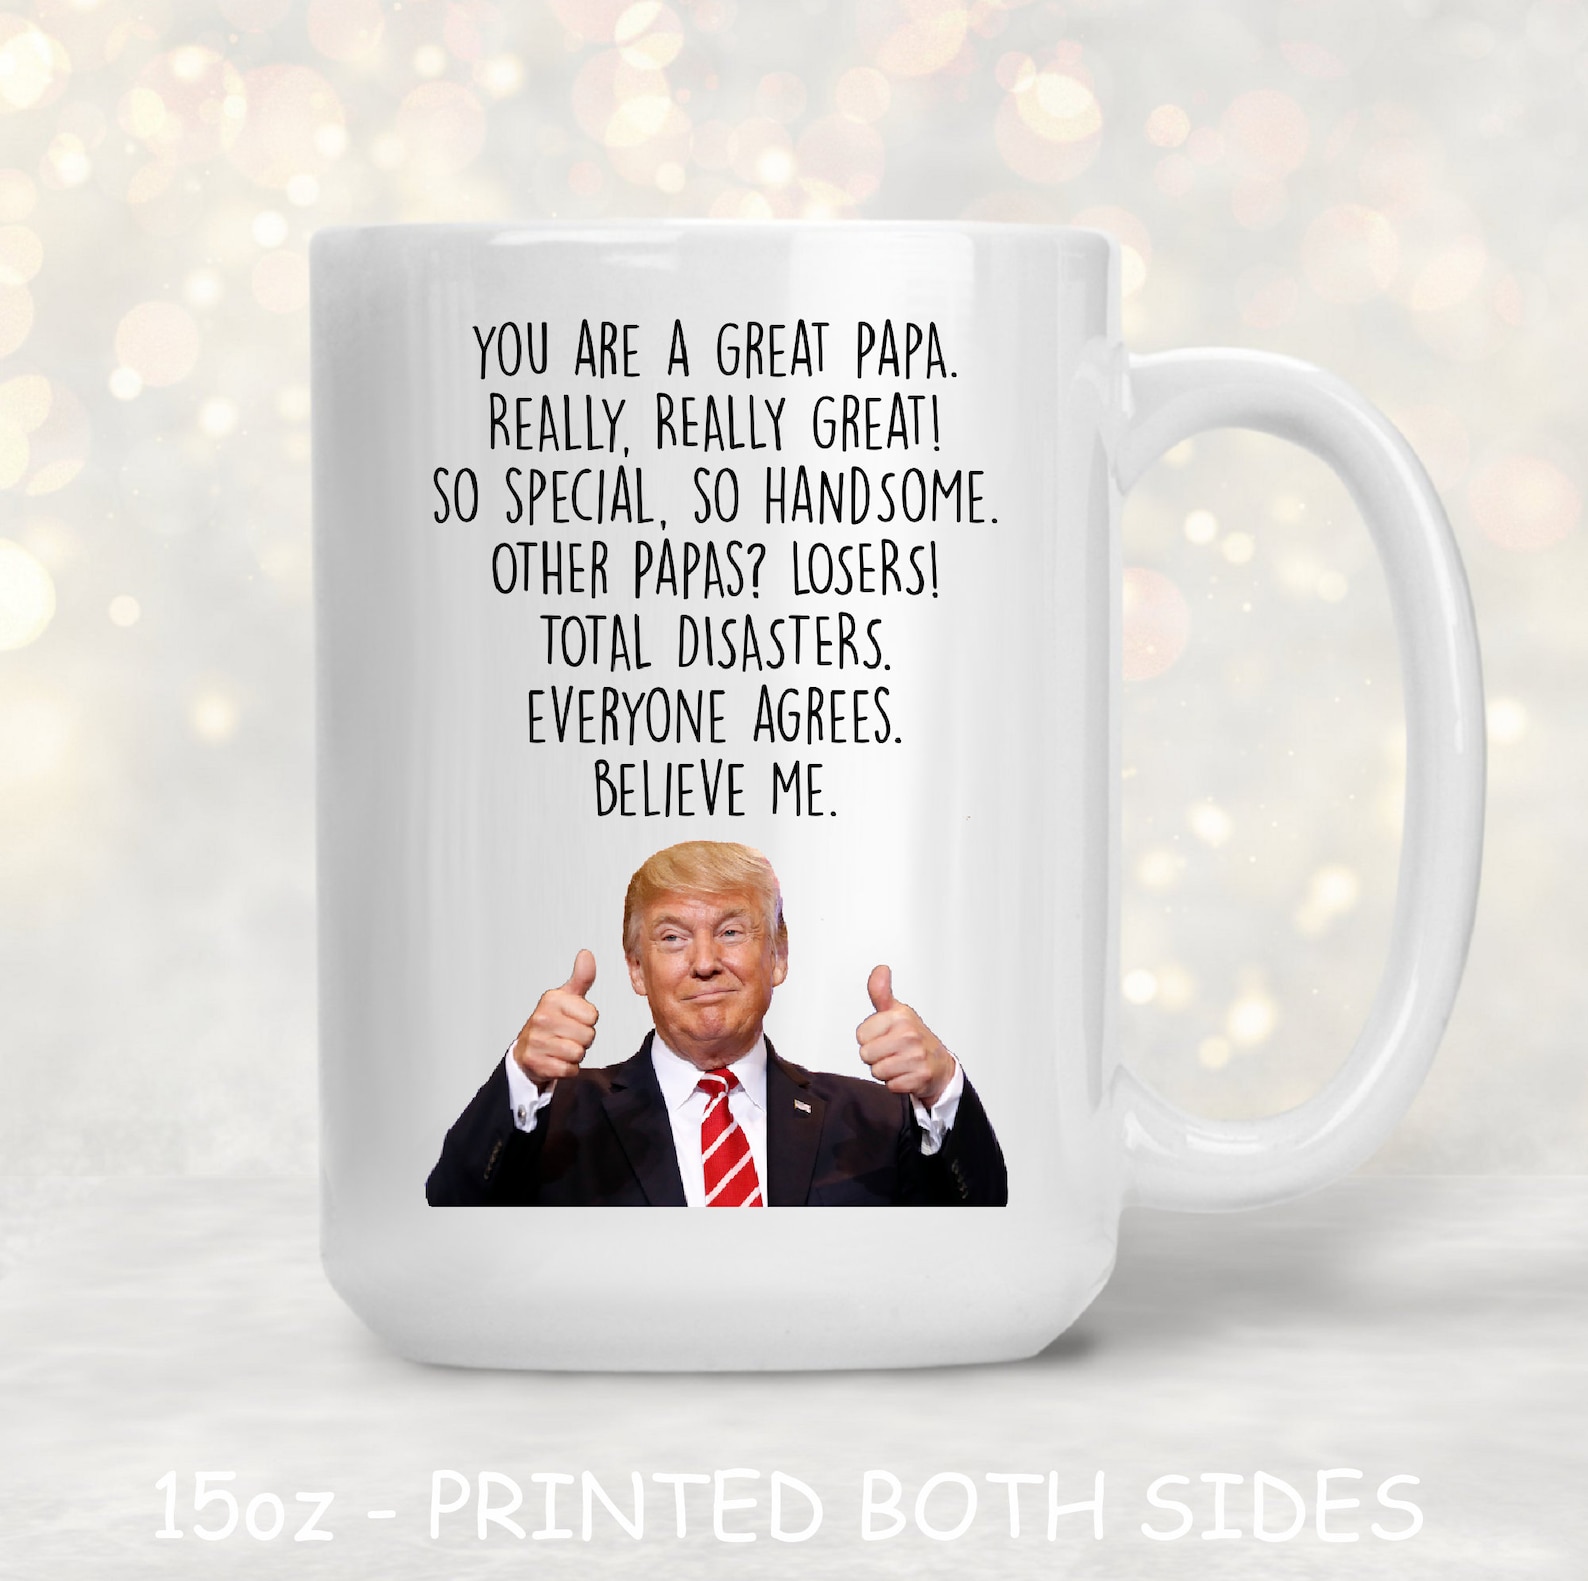 YOU ARE A GREAT PAPA.
REALLY, REALLY GREAT!
SO SPECIAL, SO HANDSOME.
OTHER PAPAS? LOSERS!
TOTAL DISASTERS.
EVERYONE AGREES.
BELIEVE ME.
15oz - PRINTED BOTH SIDES